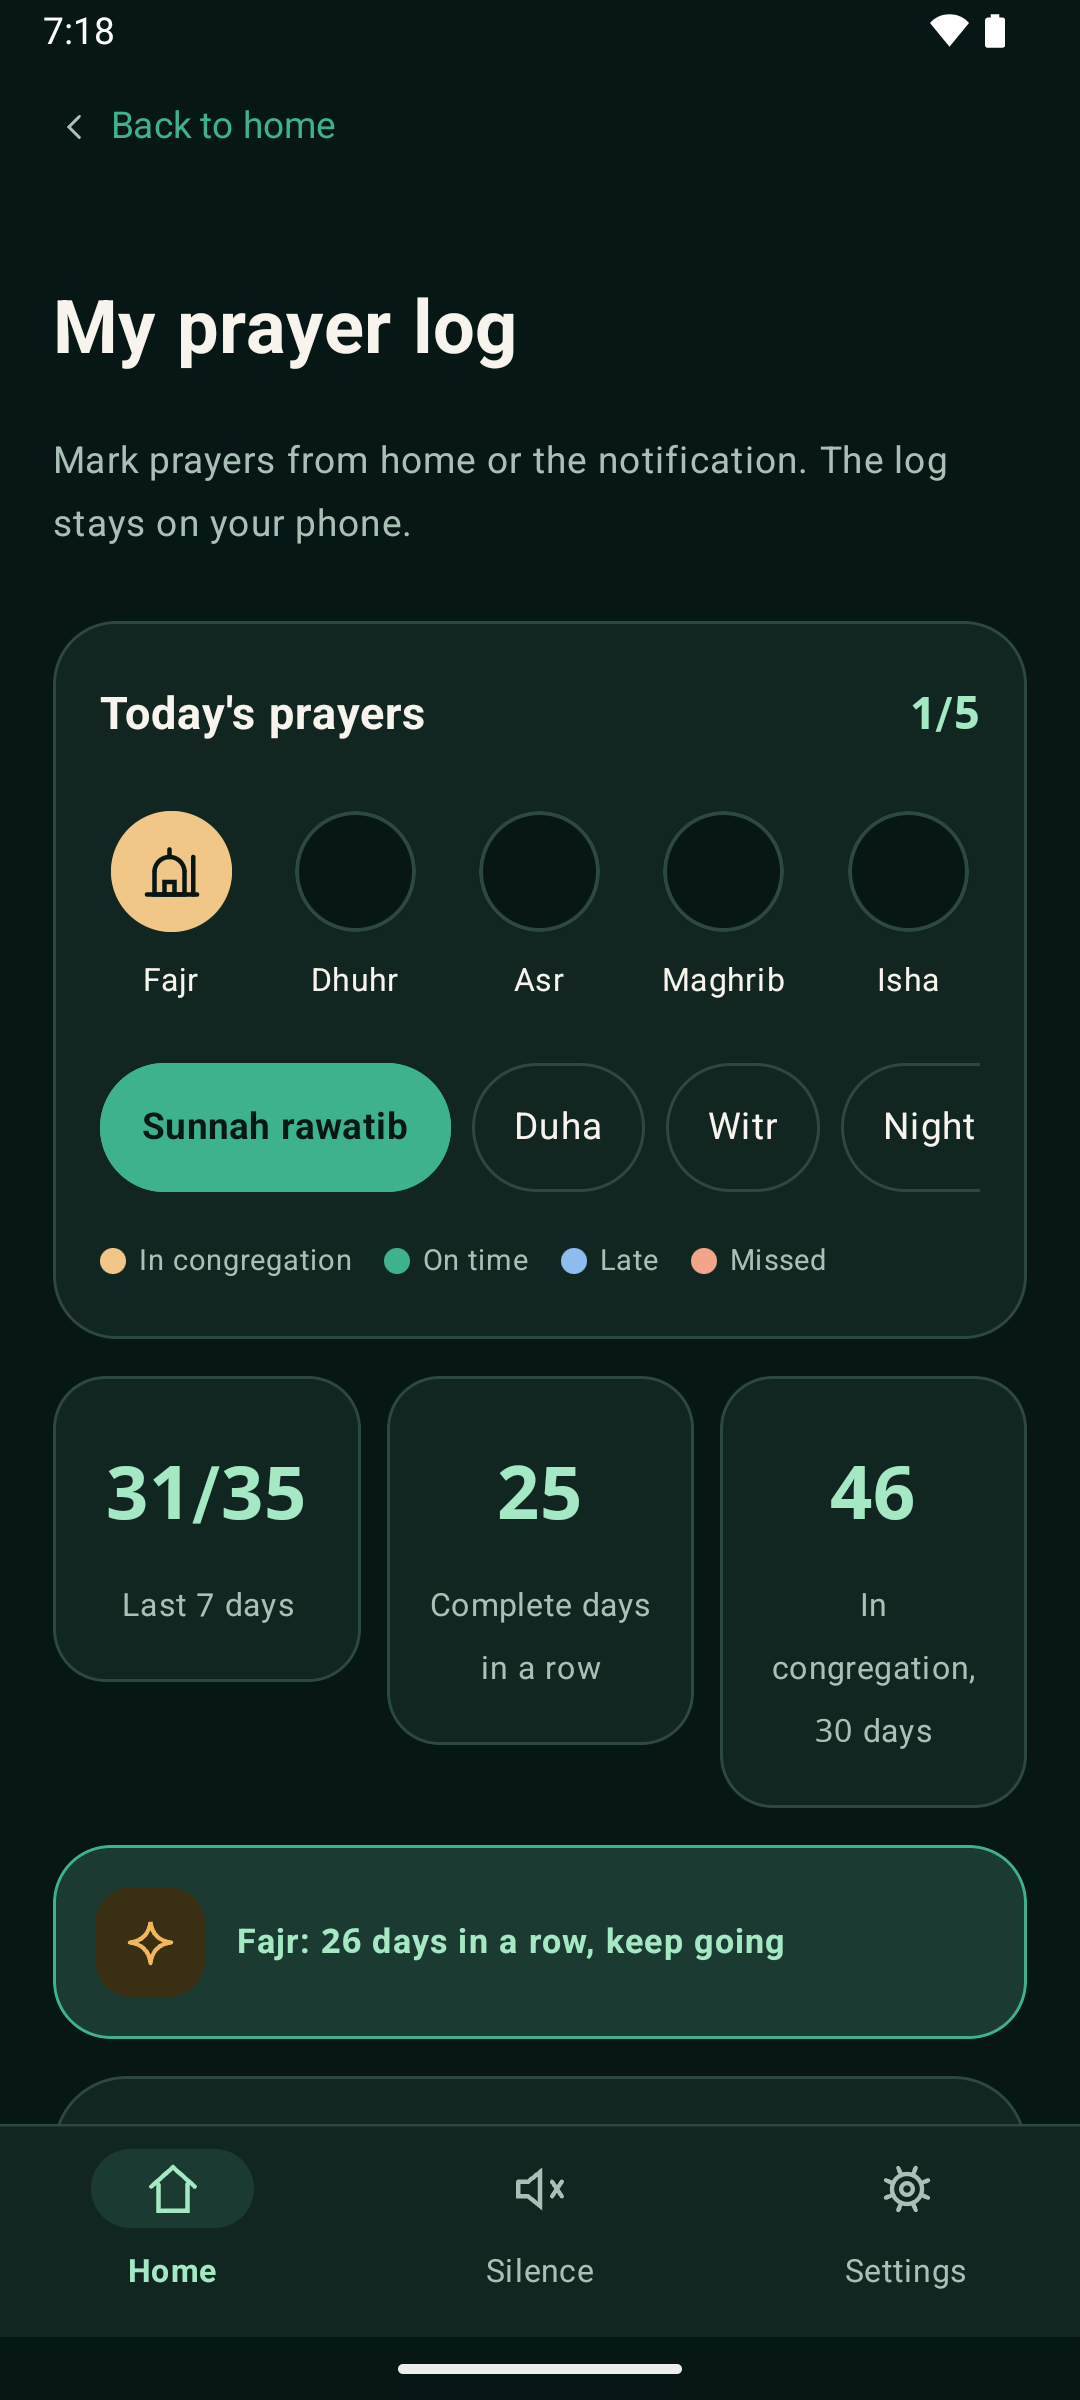 7:18
Back to home
My prayer log
Mark prayers from home or the notification. The log
stays on your phone.
Today's prayers
1/5
Fajr
Dhuhr
Asr
Maghrib
Isha
Sunnah rawatib
Duha
Witr
Night
In congregation
On time
Late
Missed
31/35
Last 7 days
25
Complete days
in a row
46
In
congregation,
30 days
Fajr: 26 days in a row, keep going
Home
Silence
Settings